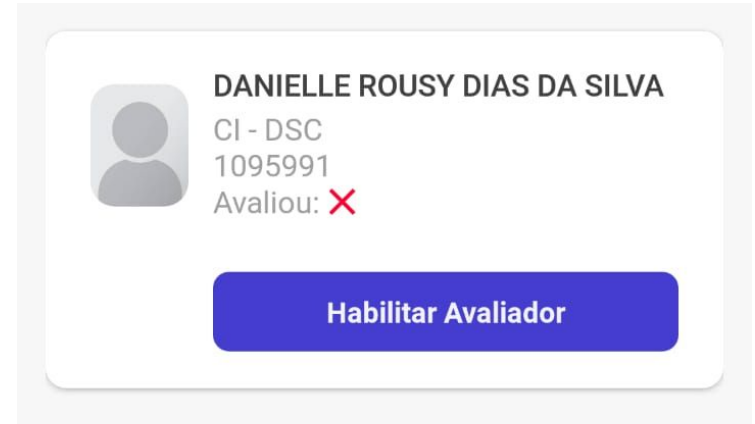 DANIELLE ROUSY DIAS DA SILVA
CI - DSC
1095991
Avaliou: ❌
Habilitar Avaliador